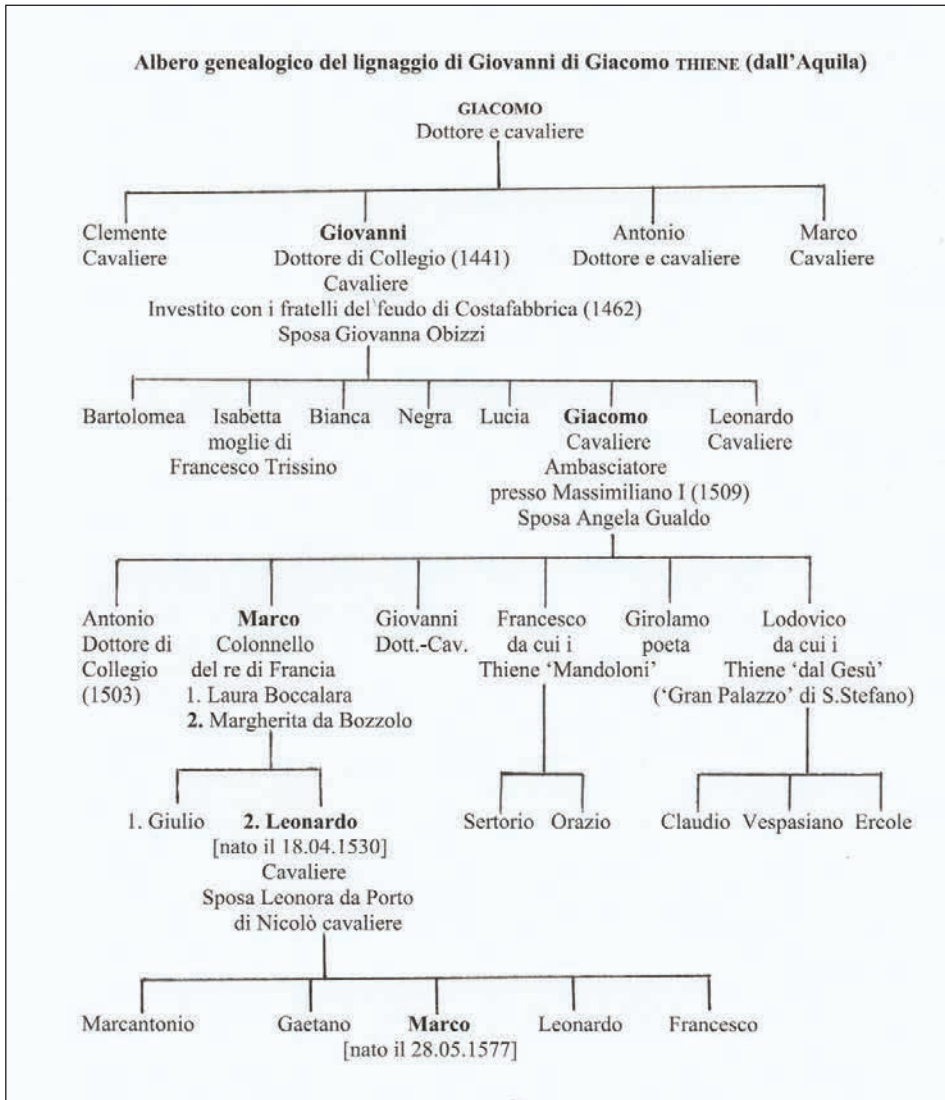 Albero genealogico del lignaggio di Giovanni di Giacomo THIENE (dall'Aquila)
GIACOMO
Dottore e cavaliere
Clemente Giovanni Antonio Marco
Cavaliere Dottore di Collegio (1441) Dottore e cavaliere Cavaliere
Cavaliere
Investito con i fratelli del feudo di Costafabbrica (1462)
Sposa Giovanna Obizzi
Bartolomea Isabetta Bianca Negra Lucia Giacomo Leonardo
moglie di Cavaliere Cavaliere
Francesco Trissino Ambasciatore
presso Massimiliano I (1509)
Sposa Angela Gualdo
Antonio Marco Giovanni Francesco Girolamo Lodovico
Dottore di Colonnello Dott.-Cav. da cui i poeta da cui i
Collegio del re di Francia Thiene 'Mandoloni' Thiene 'dal Gesù'
(1503) 1. Laura Boccalara ('Gran Palazzo' di S.Stefano)
2. Margherita da Bozzolo
1. Giulio 2. Leonardo Sertorio Orazio Claudio Vespasiano Ercole
[nato il 18.04.1530]
Cavaliere
Sposa Leonora da Porto
di Nicolò cavaliere
Marcantonio Gaetano Marco Leonardo Francesco
[nato il 28.05.1577]